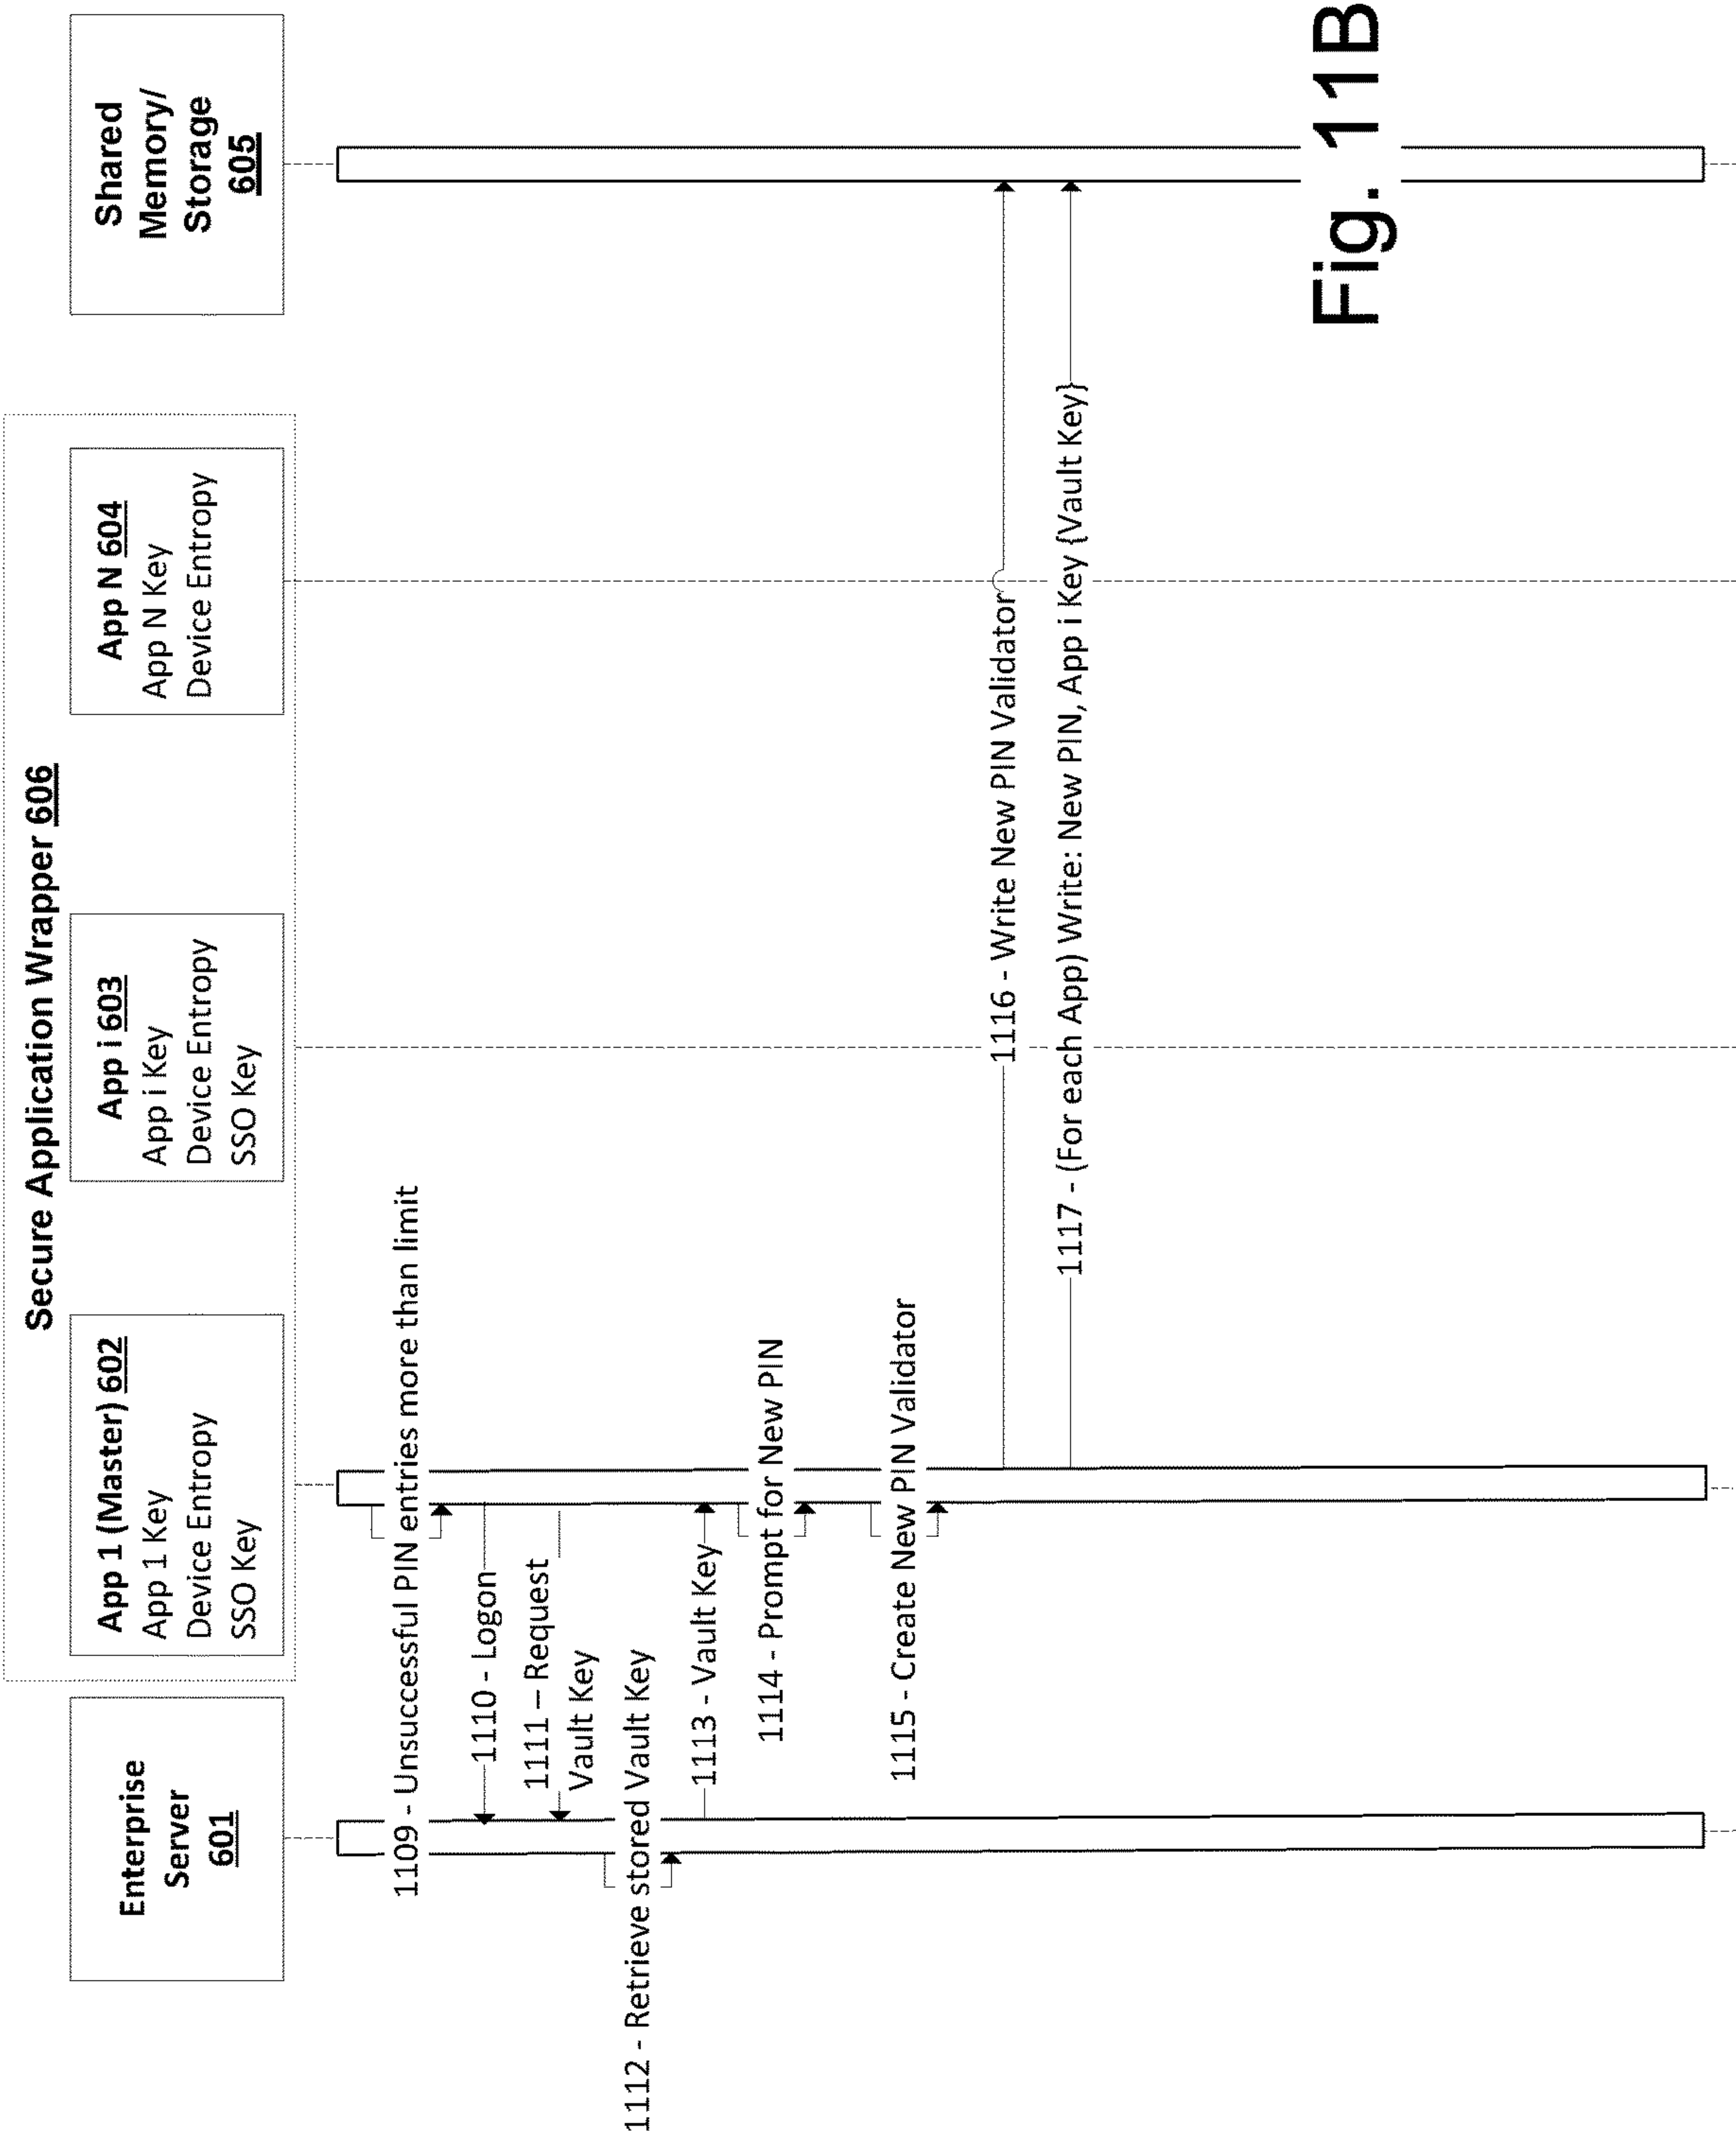 Secure Application Wrapper 606
Enterprise
Server
601
App 1 (Master) 602
App 1 Key
Device Entropy
SSO Key
App i 603
App i Key
Device Entropy
SSO Key
App N 604
App N Key
Device Entropy
Shared
Memory/
Storage
605
1109 - Unsuccessful PIN entries more than limit
1110 - Logon
1111 – Request
Vault Key
1112 - Retrieve stored Vault Key
1113 - Vault Key
1114 - Prompt for New PIN
1115 - Create New PIN Validator
1116 - Write New PIN Validator
1117 - (For each App) Write: New PIN, App i Key {Vault Key}
Fig. 11B